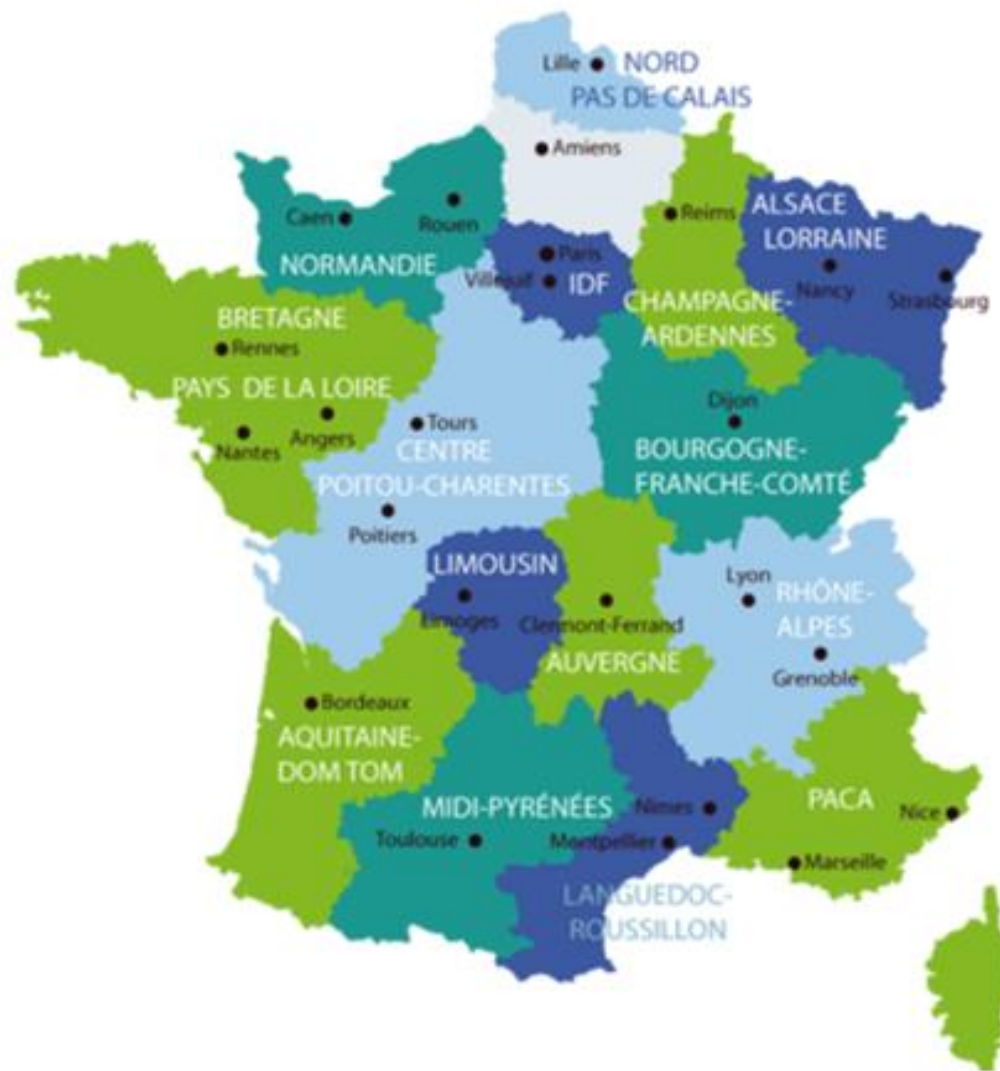 Lille
NORD
PAS DE CALAIS
Amiens
Reims
ALSACE
LORRAINE
Caen
Rouen
NORMANDIE
Paris
Villejuif
IDF
Nancy
Strasbourg
CHAMPAGNE-
ARDENNES
BRETAGNE
Rennes
PAYS DE LA LOIRE
Nantes
Angers
Tours
CENTRE
POITOU-CHARENTES
Poitiers
Dijon
BOURGOGNE-
FRANCHE-COMTÉ
LIMOUSIN
Limoges
Clermont-Ferrand
AUVERGNE
Lyon
RHÔNE-
ALPES
Grenoble
Bordeaux
AQUITAINE-
DOM TOM
MIDI-PYRÉNÉES
Toulouse
Nîmes
Montpellier
LANGUEDOC-
ROUSSILLON
PACA
Nice
Marseille